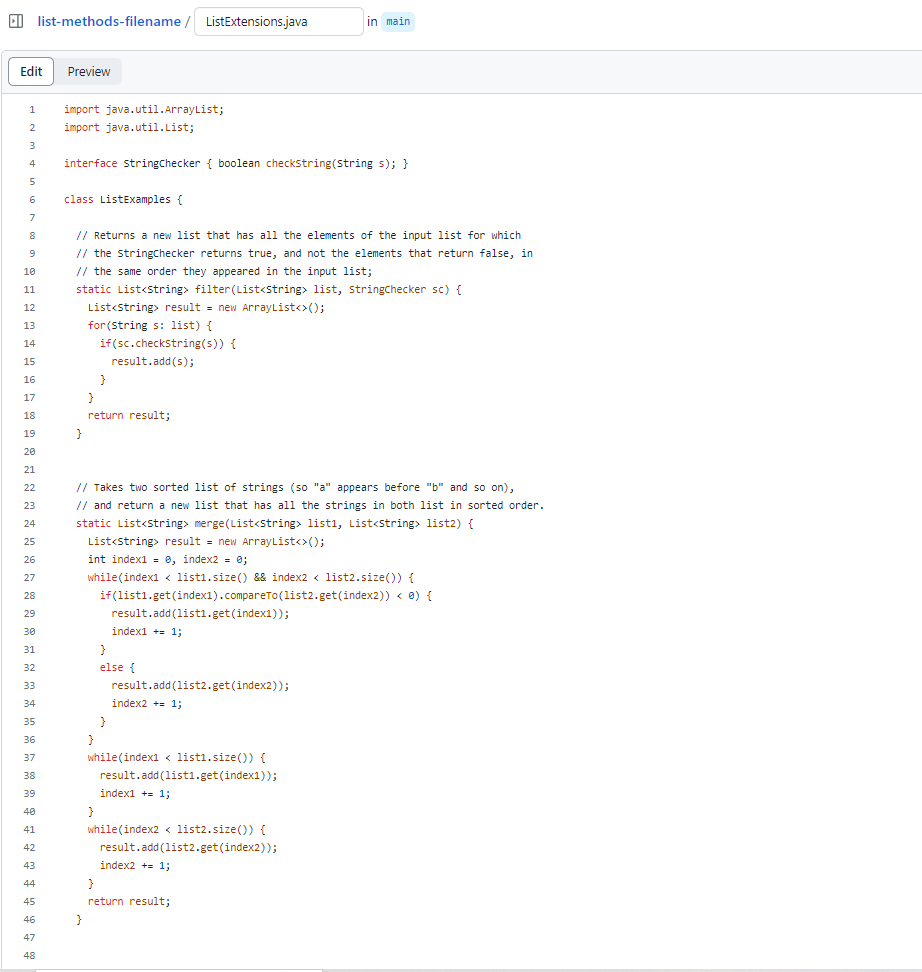 list-methods-filename / ListExtensions.java in main
Edit Preview
1 import java.util.ArrayList;
2 import java.util.List;
3
4 interface StringChecker { boolean checkString(String s); }
5
6 class ListExamples {
7
8 // Returns a new list that has all the elements of the input list for which
9 // the StringChecker returns true, and not the elements that return false, in
10 // the same order they appeared in the input list;
11 static List<String> filter(List<String> list, StringChecker sc) {
12 List<String> result = new ArrayList<>();
13 for(String s: list) {
14 if(sc.checkString(s)) {
15 result.add(s);
16 }
17 }
18 return result;
19 }
20
21
22 // Takes two sorted list of strings (so "a" appears before "b" and so on),
23 // and return a new list that has all the strings in both list in sorted order.
24 static List<String> merge(List<String> list1, List<String> list2) {
25 List<String> result = new ArrayList<>();
26 int index1 = 0, index2 = 0;
27 while(index1 < list1.size() && index2 < list2.size()) {
28 if(list1.get(index1).compareTo(list2.get(index2)) < 0) {
29 result.add(list1.get(index1));
30 index1 += 1;
31 }
32 else {
33 result.add(list2.get(index2));
34 index2 += 1;
35 }
36 }
37 while(index1 < list1.size()) {
38 result.add(list1.get(index1));
39 index1 += 1;
40 }
41 while(index2 < list2.size()) {
42 result.add(list2.get(index2));
43 index2 += 1;
44 }
45 return result;
46 }
47
48